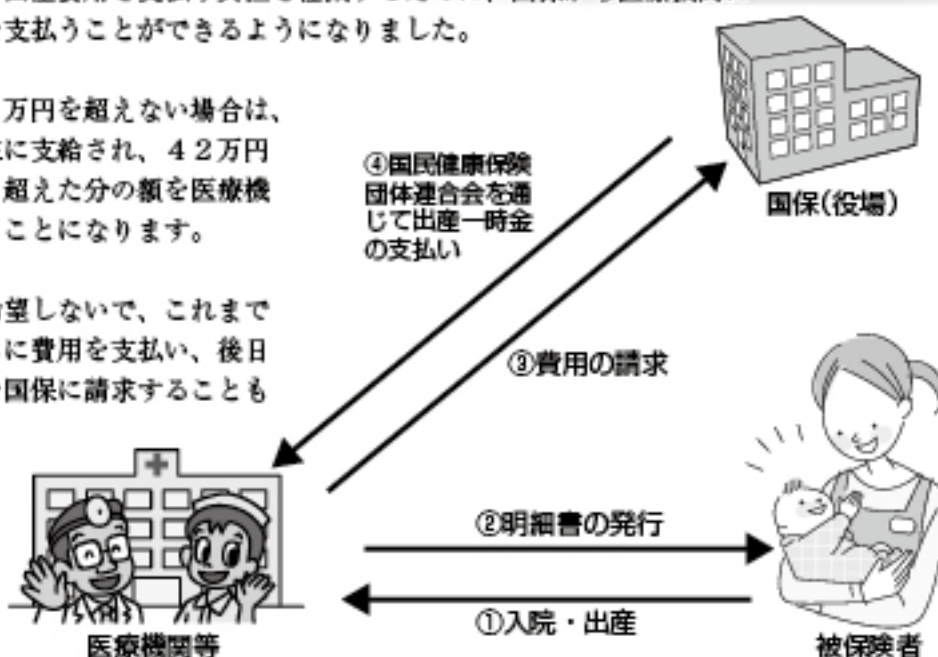 を支払うことができるようになりました。
万円を超えない場合は、
に支給され、４２万円
超えた分の額を医療機
ことになります。
望しないで、これまで
に費用を支払い、後日
国保に請求することも
④国民健康保険
団体連合会を通
じて出産一時金
の支払い
国保(役場)
③費用の請求
②明細書の発行
①入院・出産
医療機関等
被保険者